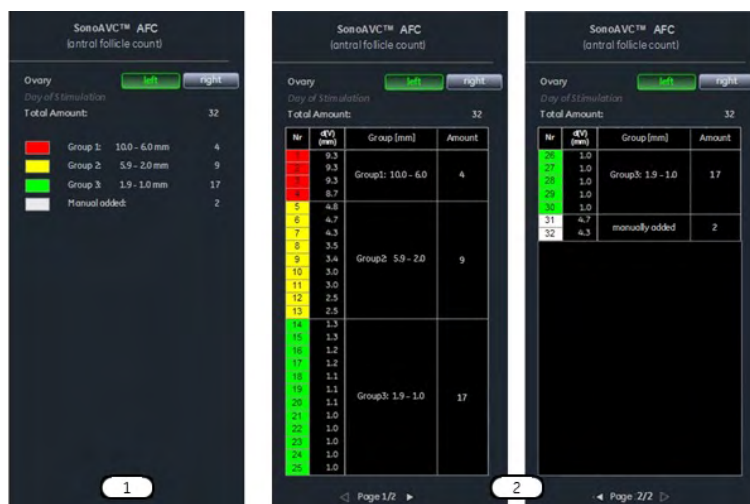 SonoAVC™ AFC
(antral follicle count)
Ovary left right
Day of Stimulation
Total Amount: 32
Group 1: 10.0 - 6.0 mm 4
Group 2: 5.9 - 2.0 mm 9
Group 3: 1.9 - 1.0 mm 17
Manual added: 2
1
SonoAVC™ AFC
(antral follicle count)
Ovary left right
Day of Stimulation
Total Amount: 32
Nr d(V) (mm) Group [mm] Amount
1 9.3
2 9.3
3 9.3
4 8.7
Group1: 10.0 - 6.0 4
5 4.8
6 4.7
7 4.3
8 3.5
9 3.4
10 3.0
11 3.0
12 2.5
13 2.5
Group2: 5.9 - 2.0 9
14 1.3
15 1.3
16 1.2
17 1.2
18 1.1
19 1.1
20 1.1
21 1.0
22 1.0
23 1.0
24 1.0
25 1.0
Group3: 1.9 - 1.0 17
Page 1/2
2
SonoAVC™ AFC
(antral follicle count)
Ovary left right
Day of Stimulation
Total Amount: 32
Nr d(V) (mm) Group [mm] Amount
26 1.0
27 1.0
28 1.0
29 1.0
30 1.0
Group3: 1.9 - 1.0 17
31 4.7
32 4.3
manually added 2
Page :2/2